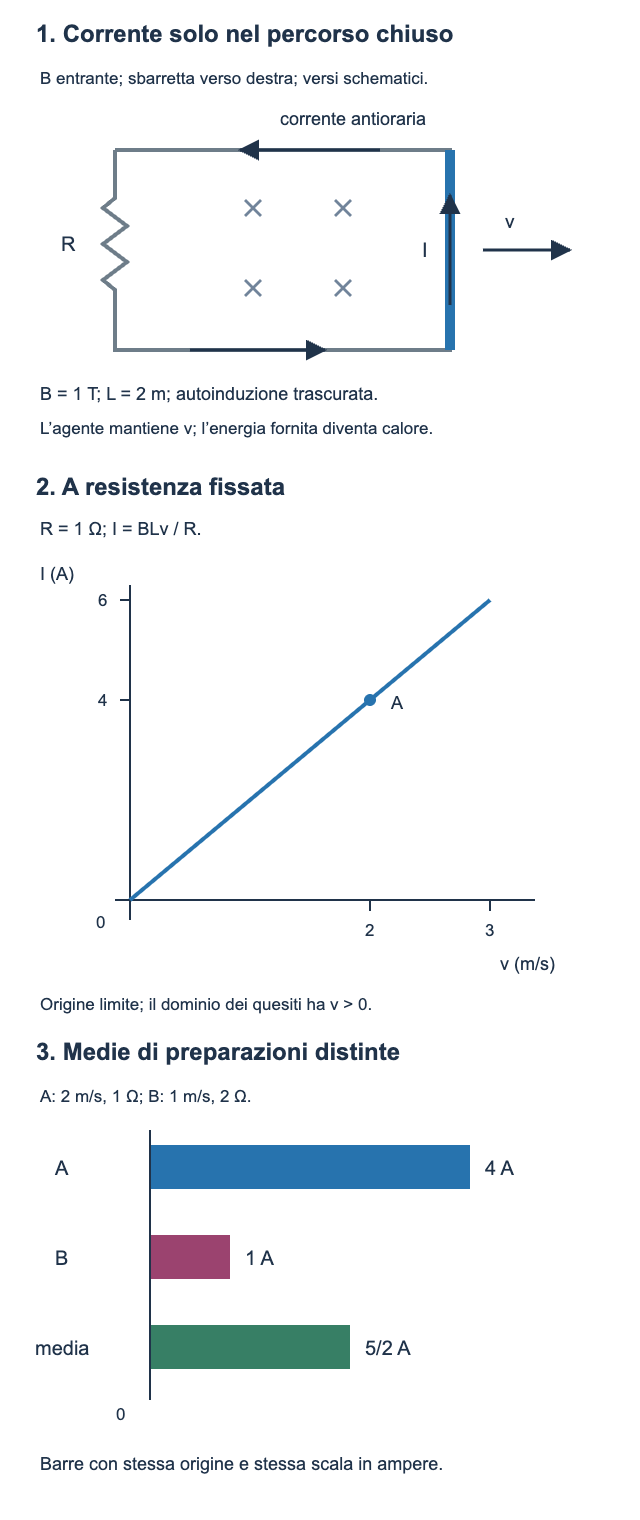 1. Corrente solo nel percorso chiuso
B entrante; sbarretta verso destra; versi schematici.
corrente antioraria
R
I
v
B = 1 T; L = 2 m; autoinduzione trascurata.
L’agente mantiene v; l’energia fornita diventa calore.
2. A resistenza fissata
R = 1 Ω; I = BLv / R.
I (A)
6
4
A
0
2
3
v (m/s)
Origine limite; il dominio dei quesiti ha v > 0.
3. Medie di preparazioni distinte
A: 2 m/s, 1 Ω; B: 1 m/s, 2 Ω.
A
4 A
B
1 A
media
5/2 A
0
Barre con stessa origine e stessa scala in ampere.